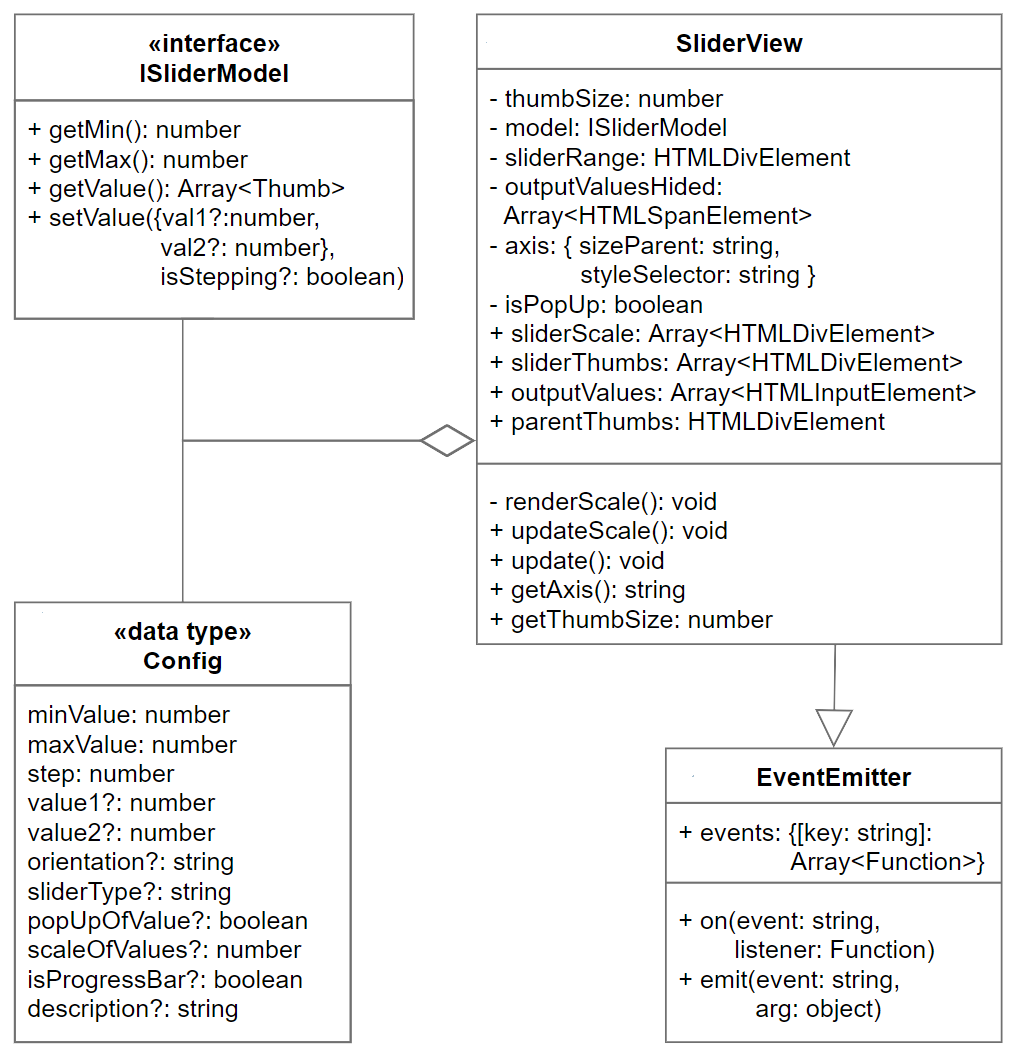 «interface»
ISliderModel
+ getMin(): number
+ getMax(): number
+ getValue(): Array<Thumb>
+ setValue({val1?:number,
val2?: number},
isStepping?: boolean)
SliderView
- thumbSize: number
- model: ISliderModel
- sliderRange: HTMLDivElement
- outputValuesHided:
Array<HTMLSpanElement>
- axis: { sizeParent: string,
styleSelector: string }
- isPopUp: boolean
+ sliderScale: Array<HTMLDivElement>
+ sliderThumbs: Array<HTMLDivElement>
+ outputValues: Array<HTMLInputElement>
+ parentThumbs: HTMLDivElement
- renderScale(): void
+ updateScale(): void
+ update(): void
+ getAxis(): string
+ getThumbSize: number
«data type»
Config
minValue: number
maxValue: number
step: number
value1?: number
value2?: number
orientation?: string
sliderType?: string
popUpOfValue?: boolean
scaleOfValues?: number
isProgressBar?: boolean
description?: string
EventEmitter
+ events: {[key: string]:
Array<Function>}
+ on(event: string,
listener: Function)
+ emit(event: string,
arg: object)